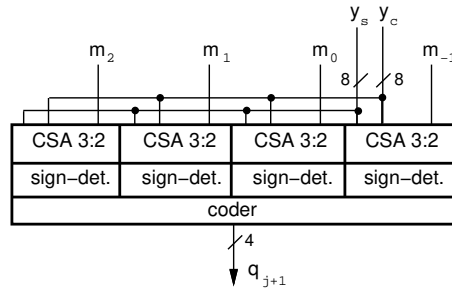 y_s y_c
m_2 m_1 m_0 m_-1
8 8
CSA 3:2 CSA 3:2 CSA 3:2 CSA 3:2
sign-det. sign-det. sign-det. sign-det.
coder
4
q_j+1